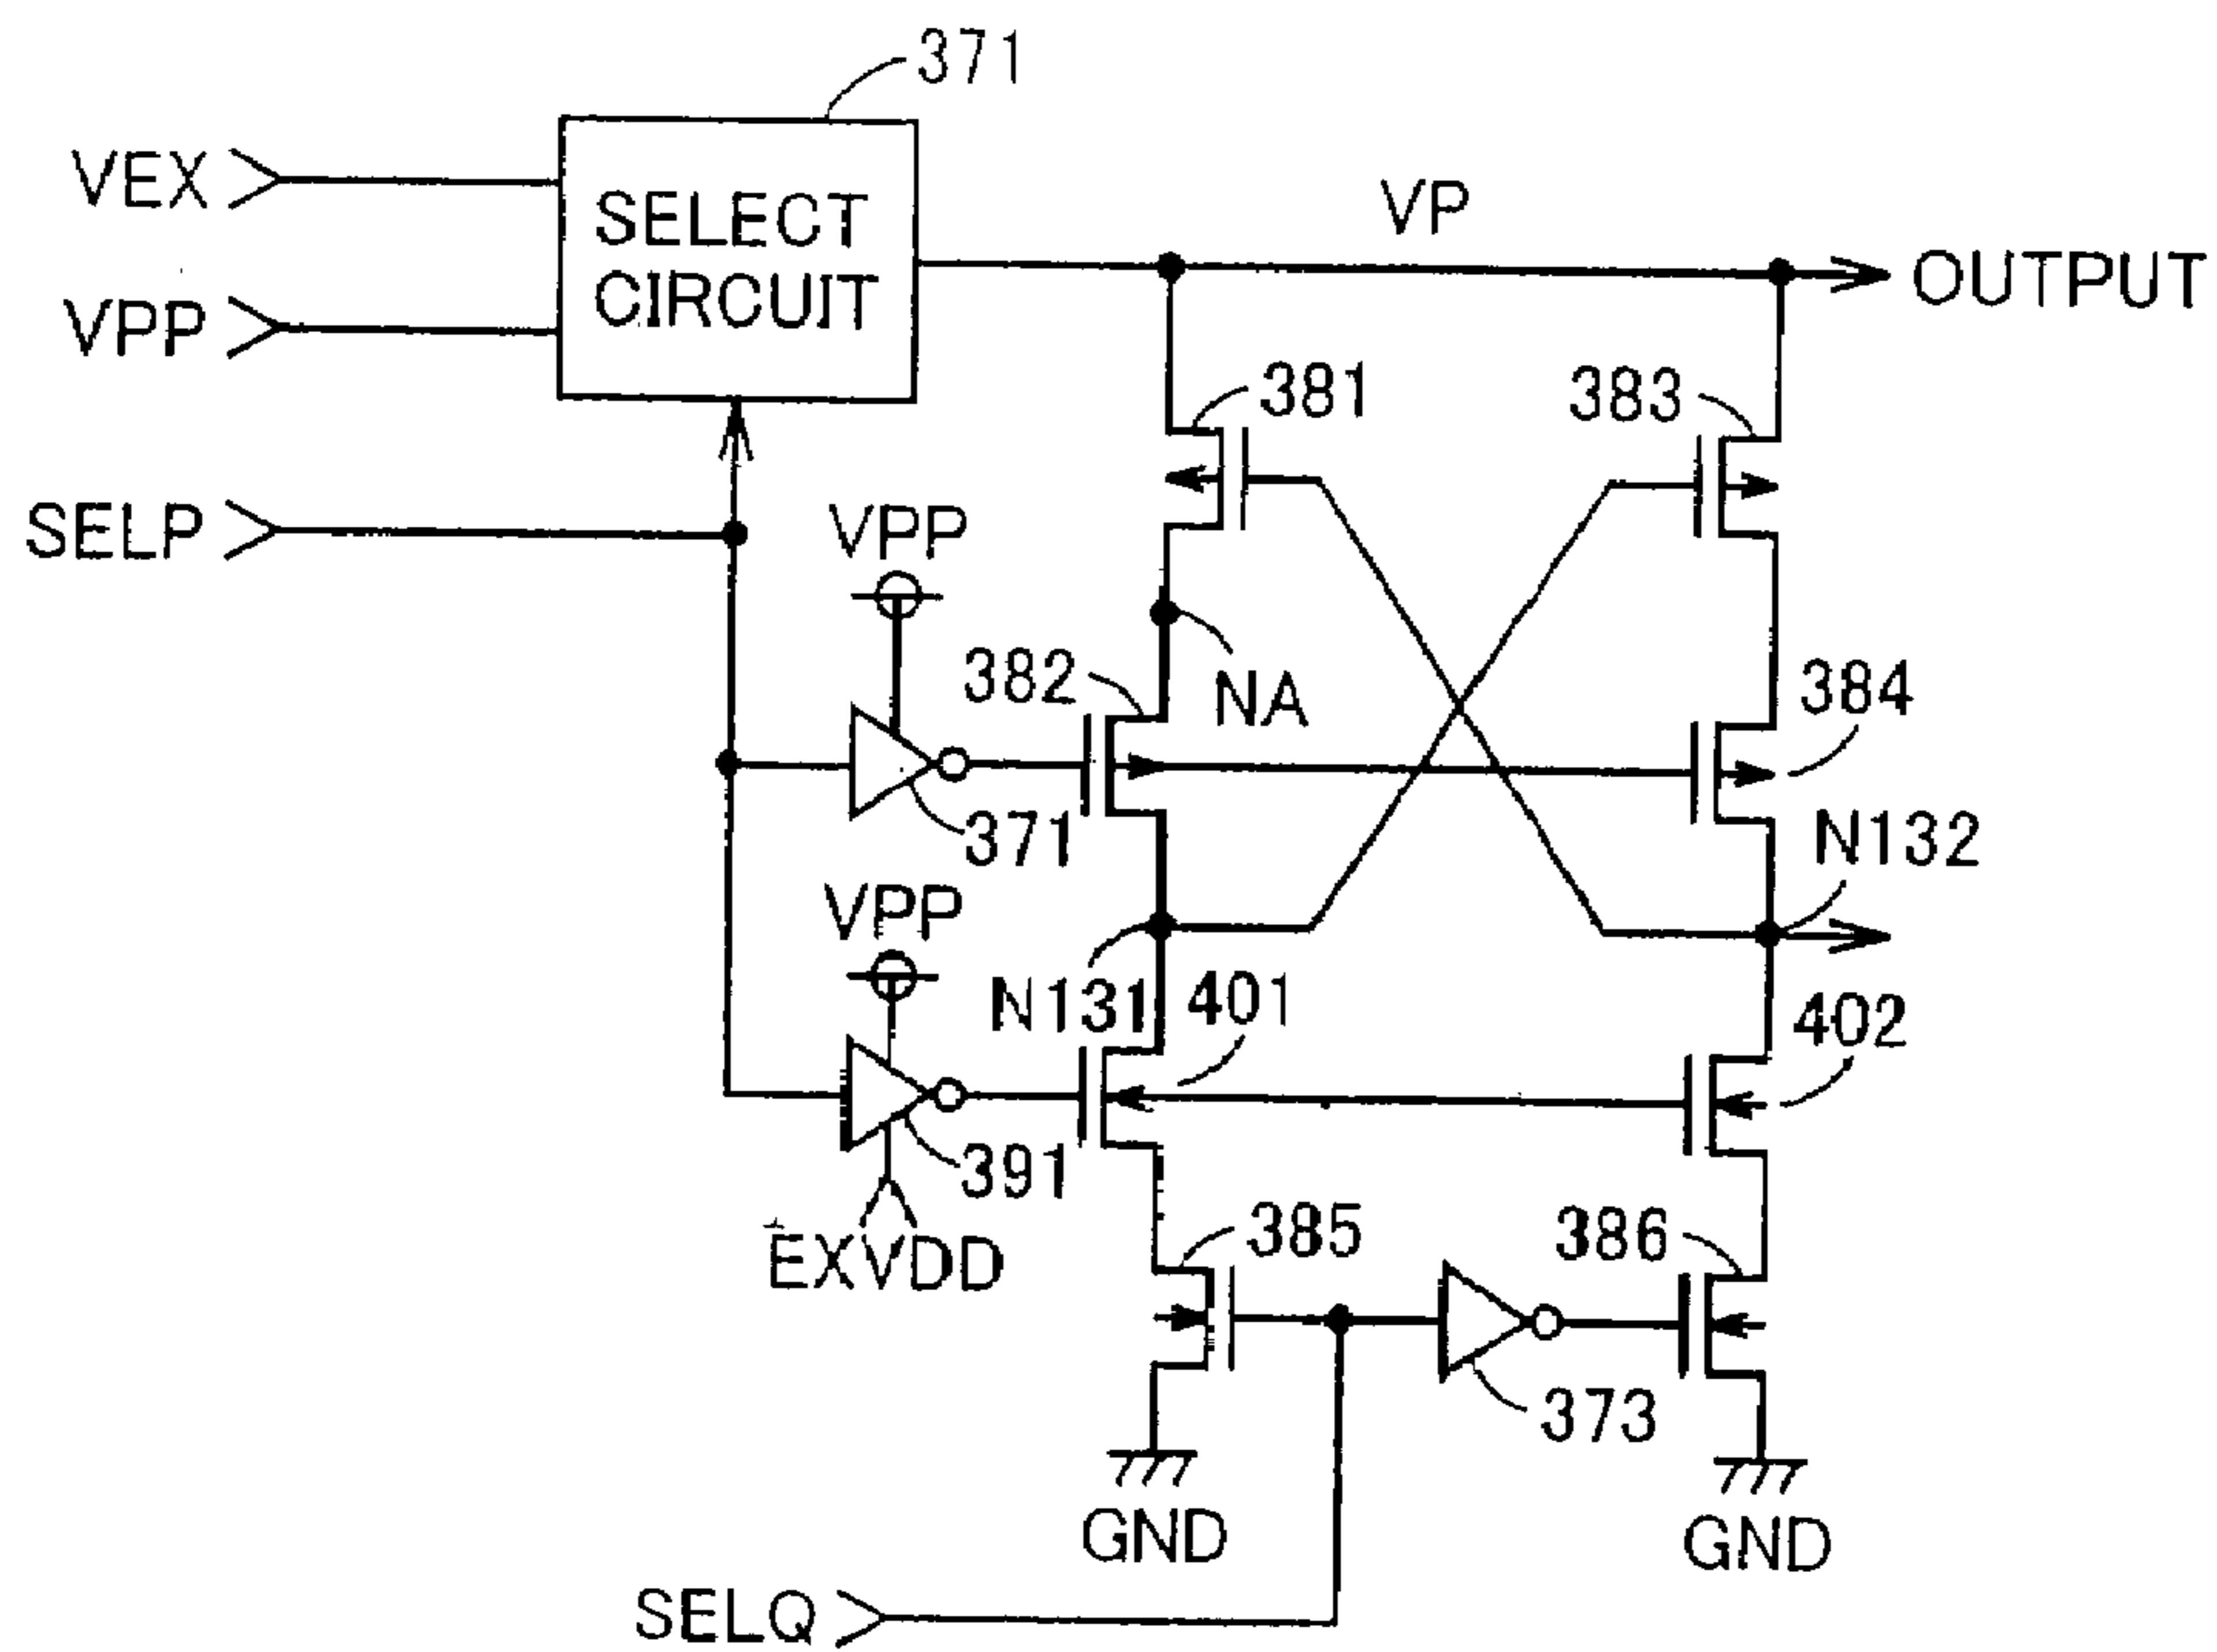 371
VEX
SELECT
CIRCUIT
VP
VPP
OUTPUT
381
383
SELP
VPP
382
NA
384
371
N132
VPP
N131
401
402
391
EXVDD
385
386
373
GND
GND
SELQ